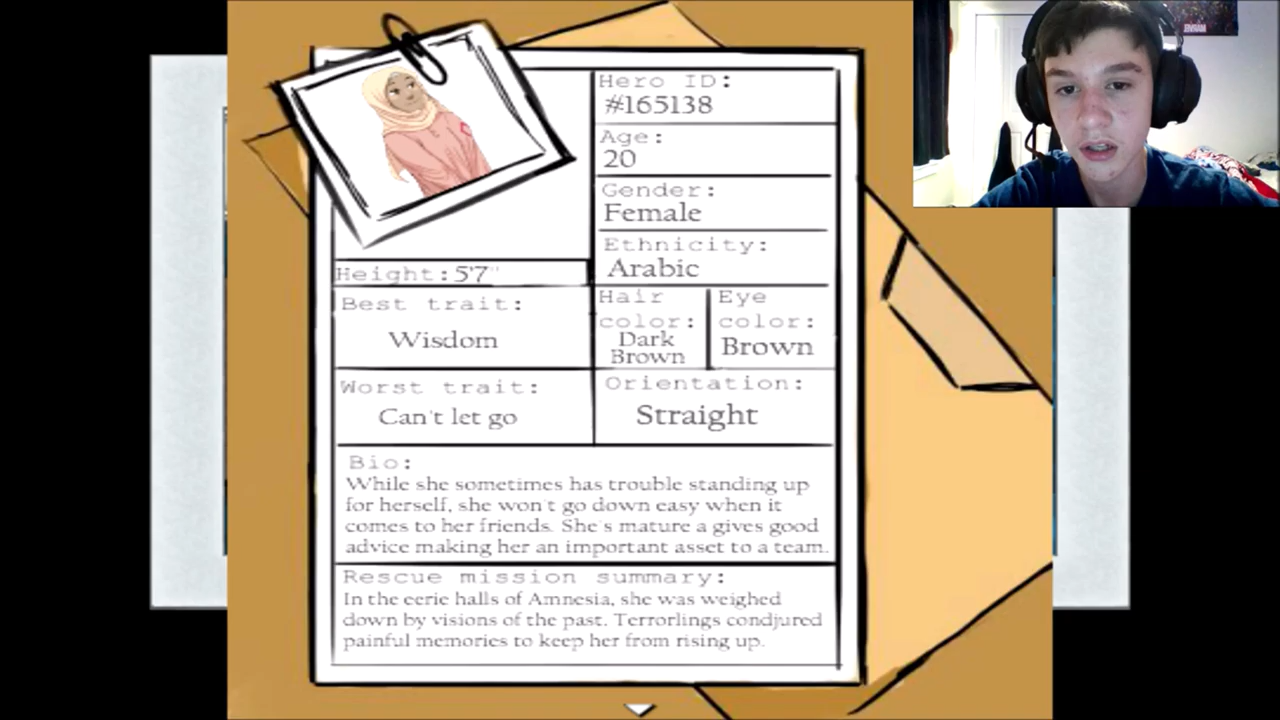 Hero ID:
#165138
Age:
20
Gender:
Female
Ethnicity:
Arabic
Height: 5'7"
Hair
color:
Dark
Brown
Eye
color:
Brown
Best trait:
Wisdom
Worst trait:
Can't let go
Orientation:
Straight
Bio:
While she sometimes has trouble standing up
for herself, she won't go down easy when it
comes to her friends. She's mature a gives good
advice making her an important asset to a team.
Rescue mission summary:
In the eerie halls of Amnesia, she was weighed
down by visions of the past. Terrorlings condjured
painful memories to keep her from rising up.